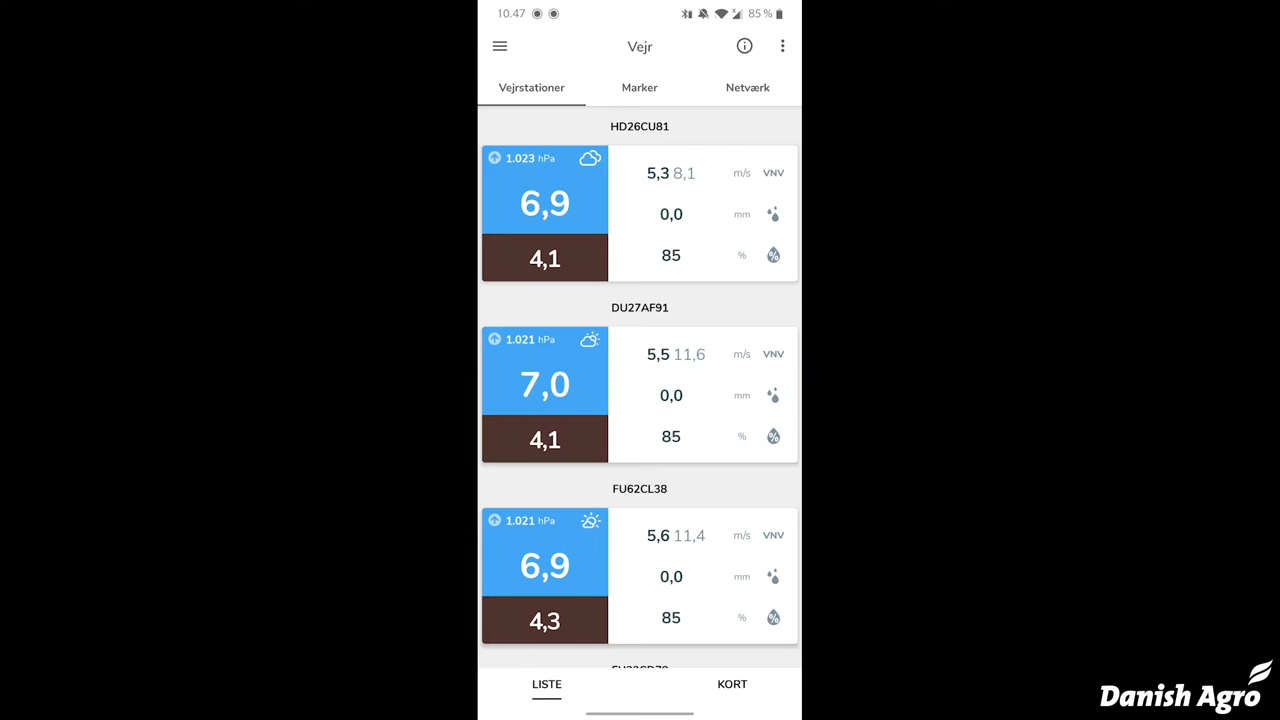 10.47
85 %
Vejr
Vejrstationer Marker Netværk
HD26CU81
1.023 hPa
6,9
4,1
5,3 8,1 m/s VNV
0,0 mm
85 % %
DU27AF91
1.021 hPa
7,0
4,1
5,5 11,6 m/s VNV
0,0 mm
85 % %
FU62CL38
1.021 hPa
6,9
4,3
5,6 11,4 m/s VNV
0,0 mm
85 % %
LISTE KORT
Danish Agro